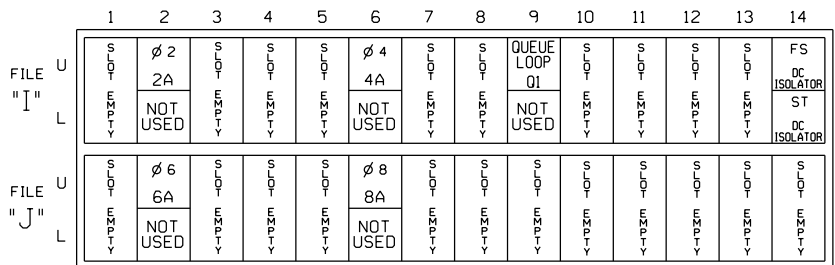 1 2 3 4 5 6 7 8 9 10 11 12 13 14
FILE "I"
U
L
SLOT EMPTY
Ø 2
2A
NOT USED
SLOT EMPTY
SLOT EMPTY
SLOT EMPTY
Ø 4
4A
NOT USED
SLOT EMPTY
SLOT EMPTY
QUEUE LOOP
Q1
NOT USED
SLOT EMPTY
SLOT EMPTY
SLOT EMPTY
SLOT EMPTY
FS
DC ISOLATOR
ST
DC ISOLATOR
FILE "J"
U
L
SLOT EMPTY
Ø 6
6A
NOT USED
SLOT EMPTY
SLOT EMPTY
SLOT EMPTY
Ø 8
8A
NOT USED
SLOT EMPTY
SLOT EMPTY
SLOT EMPTY
SLOT EMPTY
SLOT EMPTY
SLOT EMPTY
SLOT EMPTY
SLOT EMPTY